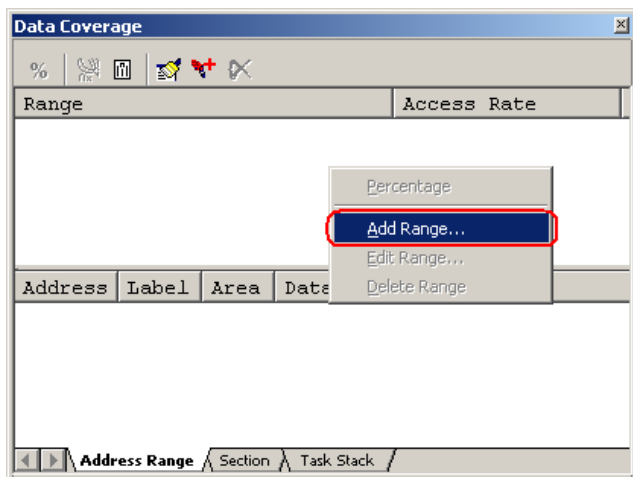 Data Coverage
%
Range Access Rate
Percentage
Add Range...
Edit Range...
Delete Range
Address Label Area Data
Address Range Section Task Stack